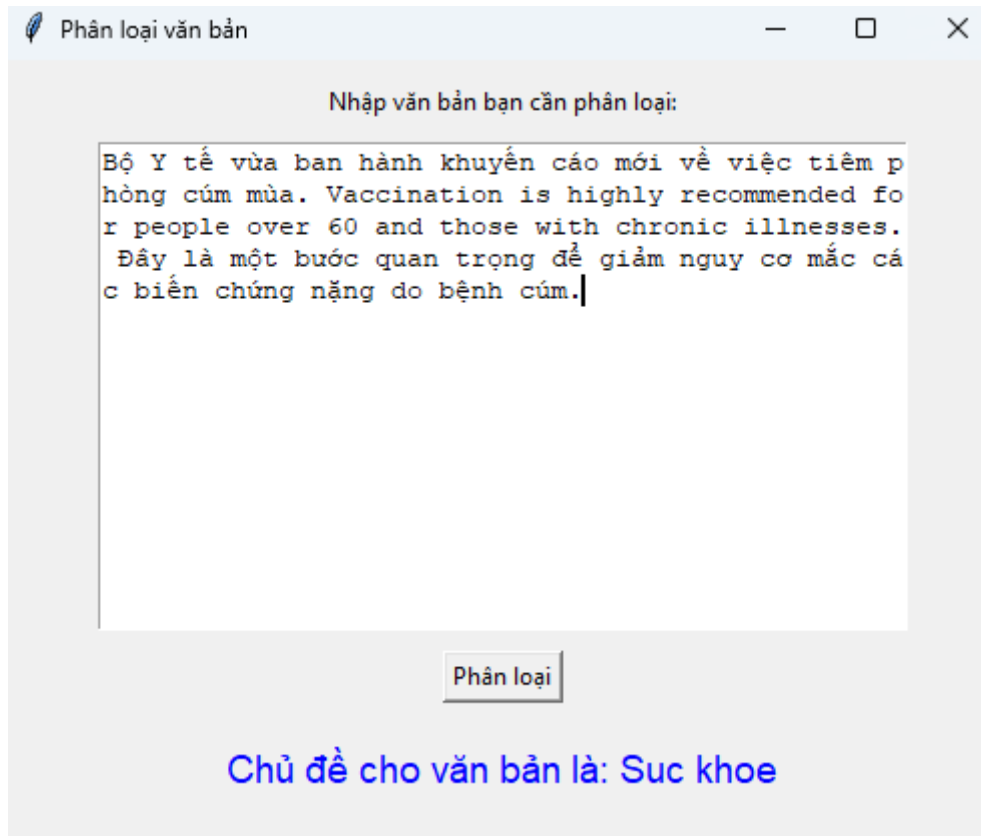 Phân loại văn bản
Nhập văn bản bạn cần phân loại:
Bộ Y tế vừa ban hành khuyến cáo mới về việc tiêm p
hòng cúm mùa. Vaccination is highly recommended fo
r people over 60 and those with chronic illnesses.
Đây là một bước quan trọng để giảm nguy cơ mắc cá
c biến chứng nặng do bệnh cúm.
Phân loại
Chủ đề cho văn bản là: Suc khoe